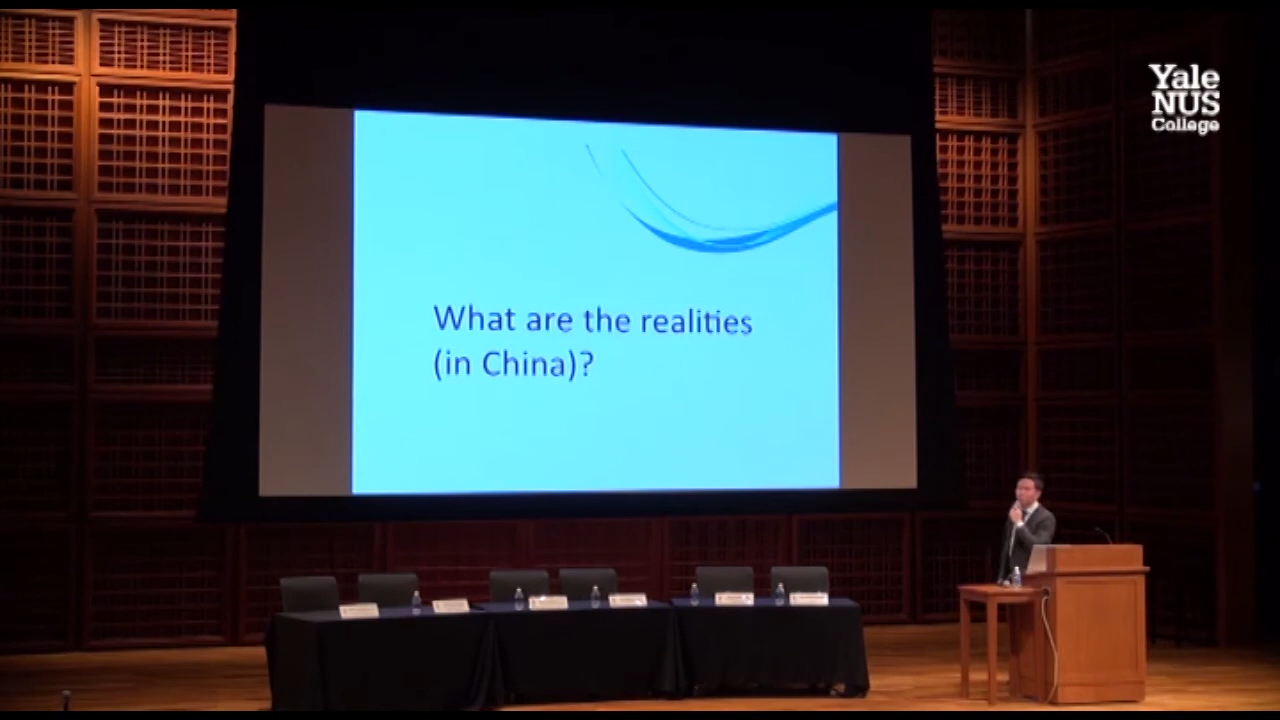 Yale
NUS
College
What are the realities
(in China)?